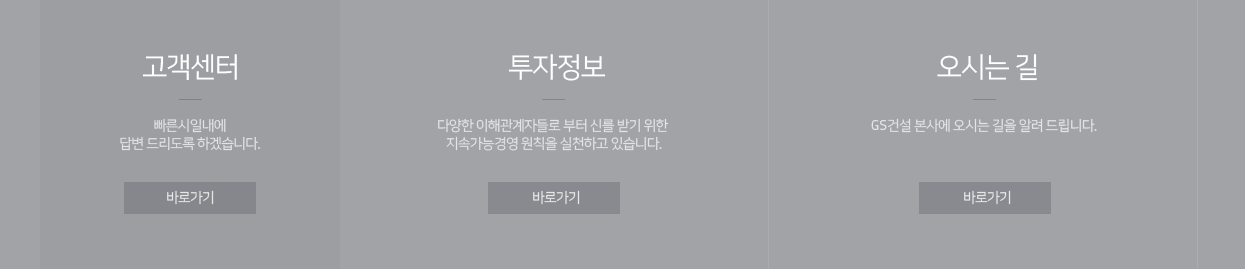 고객센터
빠른시일내에
답변 드리도록 하겠습니다.
바로가기
투자정보
다양한 이해관계자들로 부터 신뢰를 받기 위한
지속가능경영 원칙을 실천하고 있습니다.
바로가기
오시는 길
GS건설 본사에 오시는 길을 알려 드립니다.
바로가기